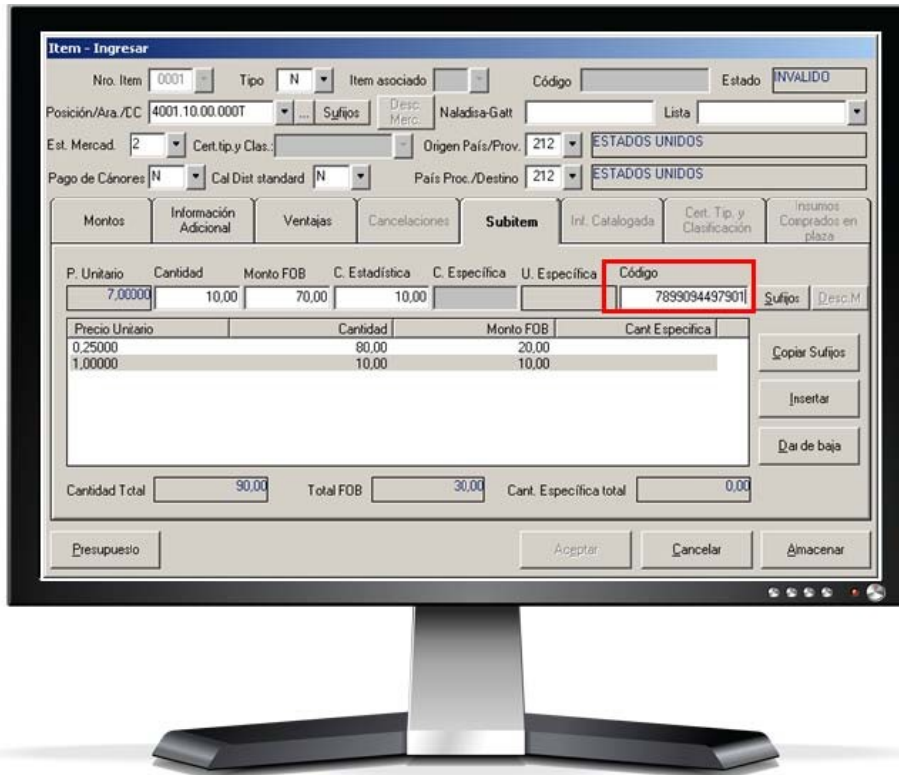 Item - Ingresar
Nro. Item 0001 Tipo N Item asociado Código Estado INVALIDO
Posición/Ara./DC 4001.10.00.000T ... Sufijos Desc. Merc. Naladisa-Gatt Lista
Est. Mercad. 2 Cert.tip.y Clas.: Origen País/Prov. 212 ESTADOS UNIDOS
Pago de Cánones N Cal Dist standard N País Proc./Destino 212 ESTADOS UNIDOS
Montos Información Adicional Ventajas Cancelaciones Subitem Inf. Catalogada Cert. Tip. y Clasificación Insumos Comprados en plaza
P. Unitario Cantidad Monto FOB C. Estadística C. Específica U. Específica Código
7,00000 10,00 70,00 10,00 7899094497901 Sufijos Desc.M
Precio Unitario Cantidad Monto FOB Cant Especifica
0,25000 80,00 20,00
1,00000 10,00 10,00
Copiar Sufijos
Insertar
Dar de baja
Cantidad Total 90,00 Total FOB 30,00 Cant. Específica total 0,00
Presupuesto Aceptar Cancelar Almacenar